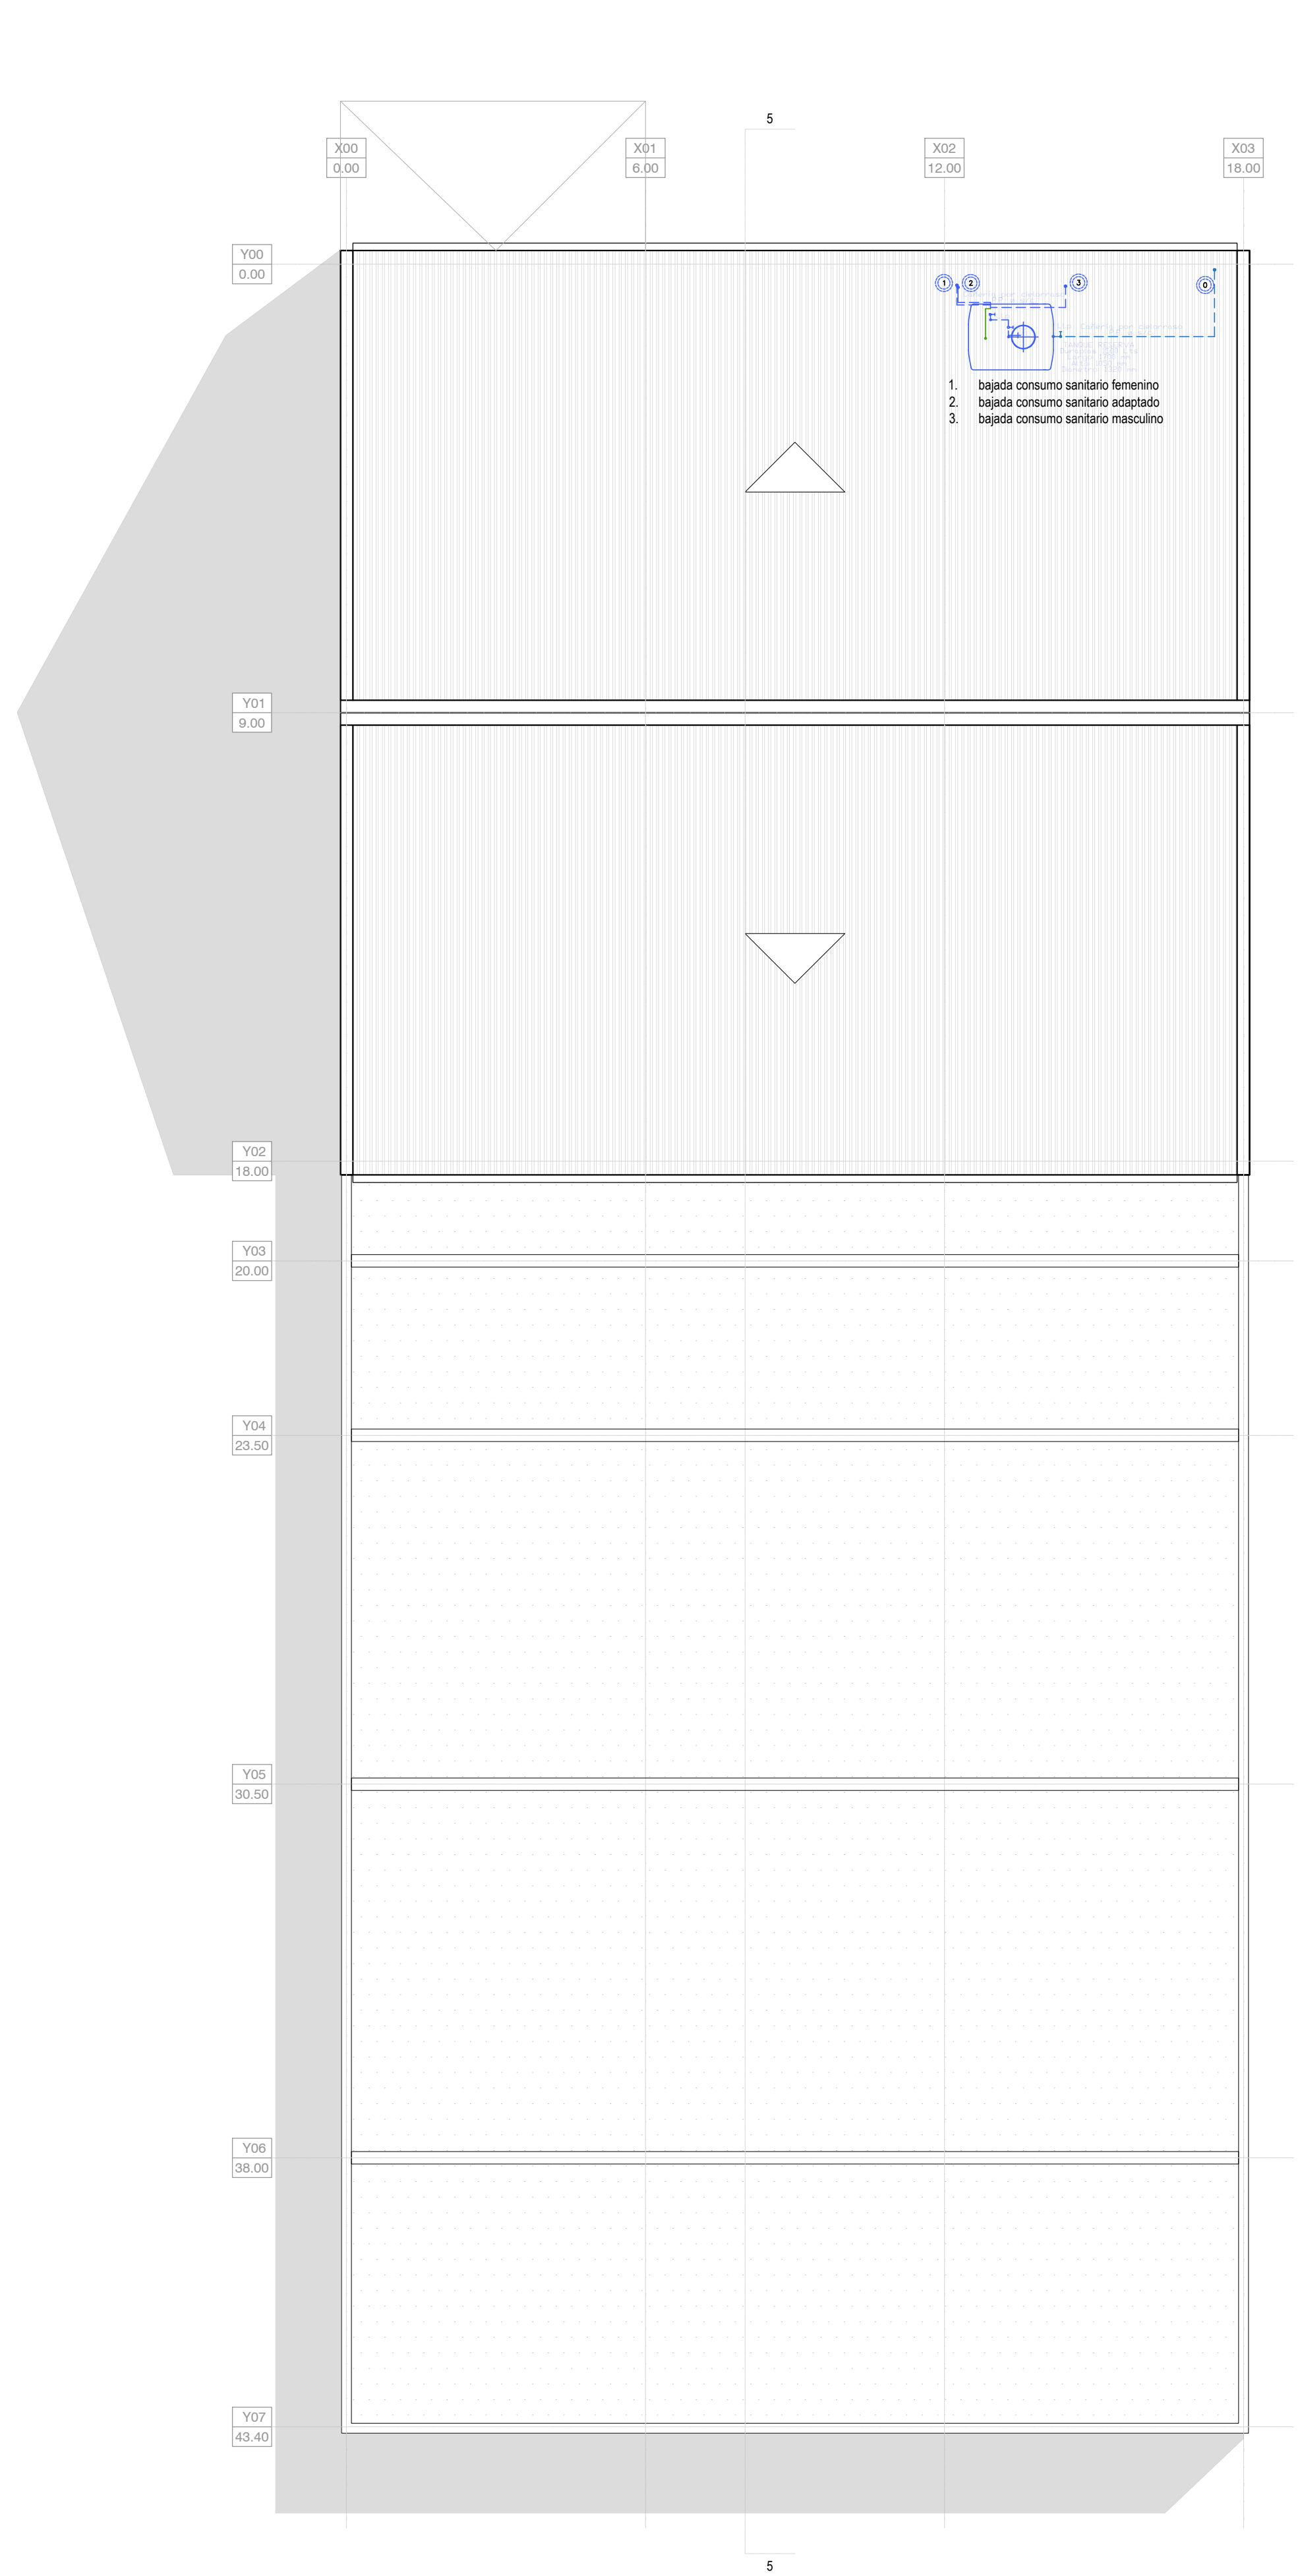 5
X00
0.00
X01
6.00
X02
12.00
X03
18.00
Y00
0.00
1
2
3
0
TANQUE RESERVA
1. bajada consumo sanitario femenino
2. bajada consumo sanitario adaptado
3. bajada consumo sanitario masculino
Y01
9.00
Y02
18.00
Y03
20.00
Y04
23.50
Y05
30.50
Y06
38.00
Y07
43.40
5